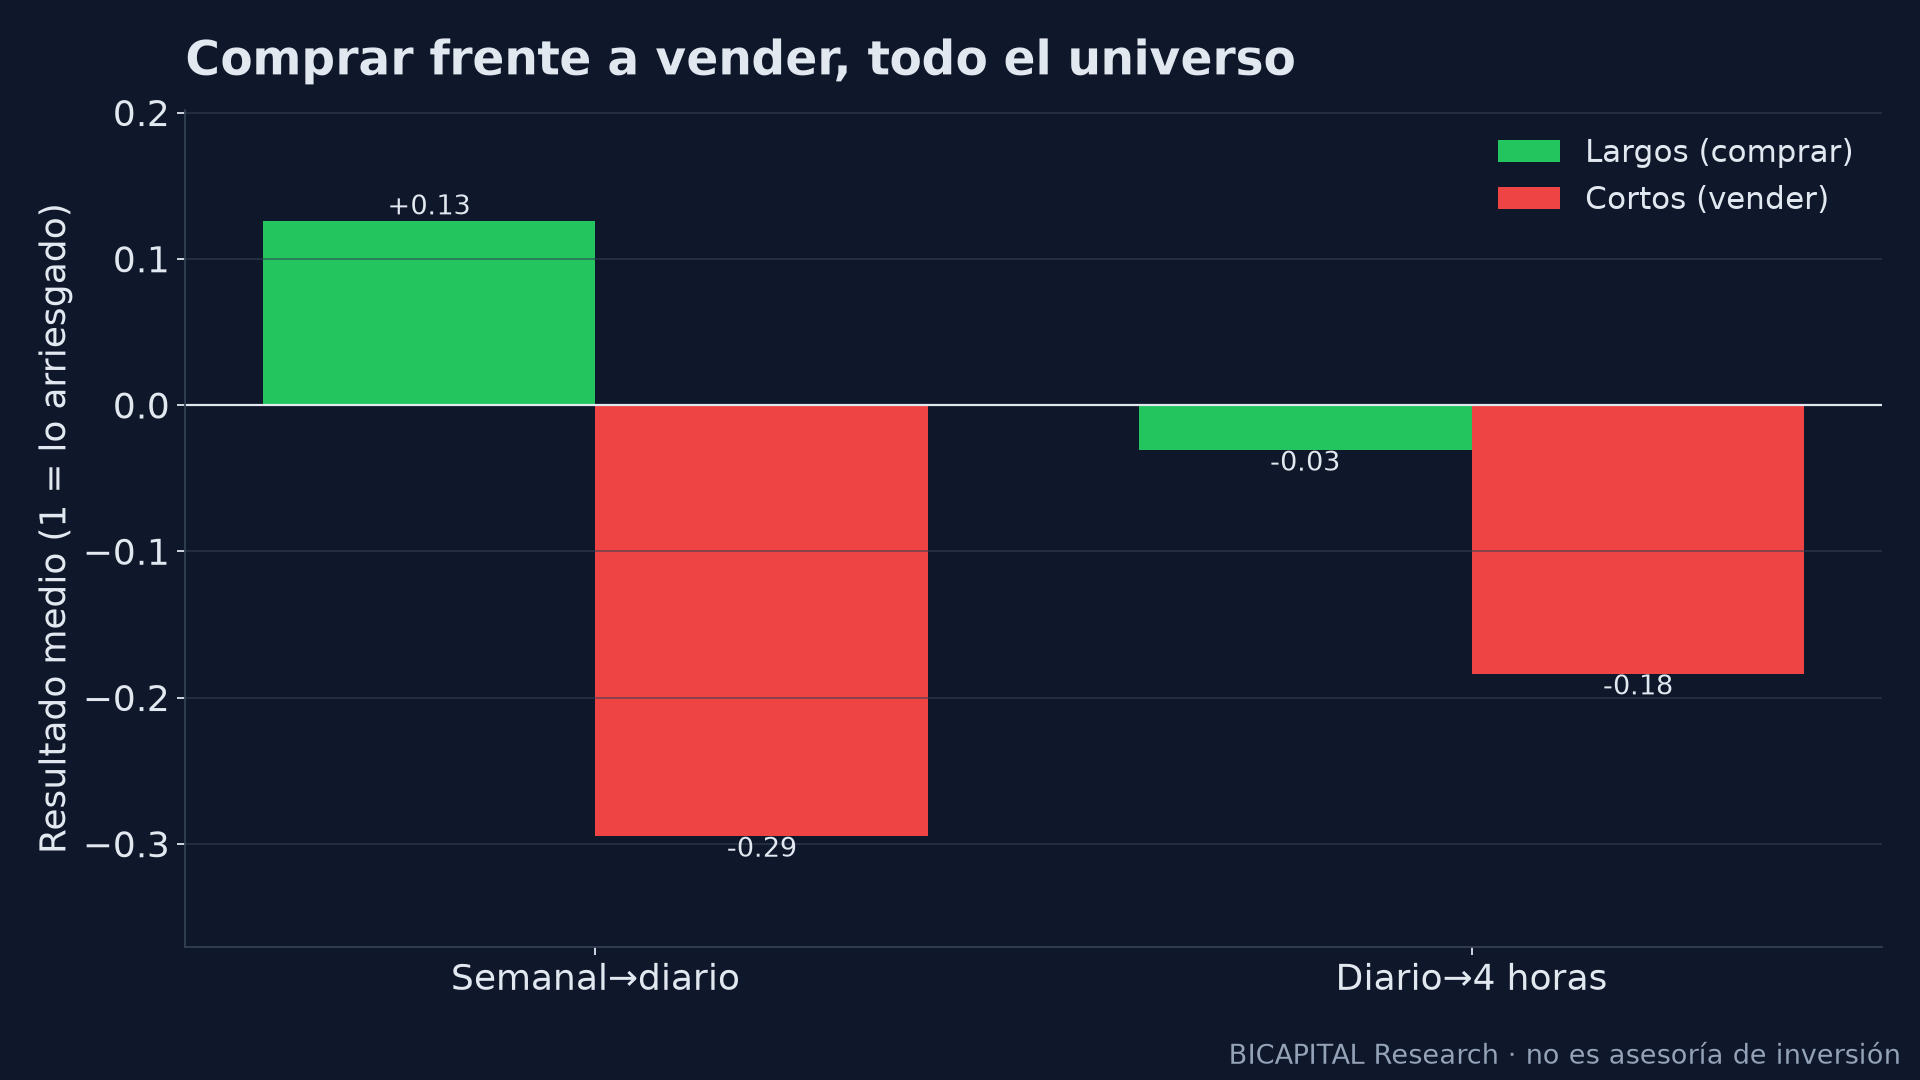 Comprar frente a vender, todo el universo
Resultado medio (1 = lo arriesgado)
0.2
0.1
0.0
−0.1
−0.2
−0.3
Largos (comprar)
Cortos (vender)
+0.13
-0.29
-0.03
-0.18
Semanal→diario
Diario→4 horas
BICAPITAL Research · no es asesoría de inversión